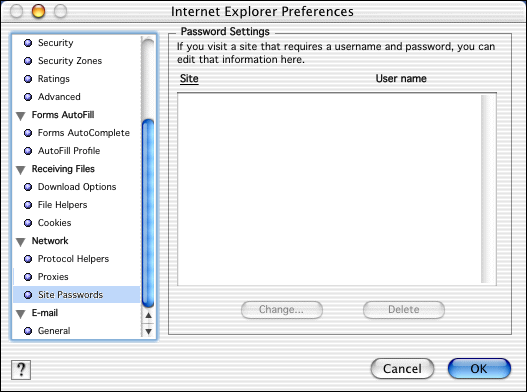 Internet Explorer Preferences
Security
Security Zones
Ratings
Advanced
Forms AutoFill
Forms AutoComplete
AutoFill Profile
Receiving Files
Download Options
File Helpers
Cookies
Network
Protocol Helpers
Proxies
Site Passwords
E-mail
General
Password Settings
If you visit a site that requires a username and password, you can
edit that information here.
Site User name
Change... Delete
?
Cancel OK